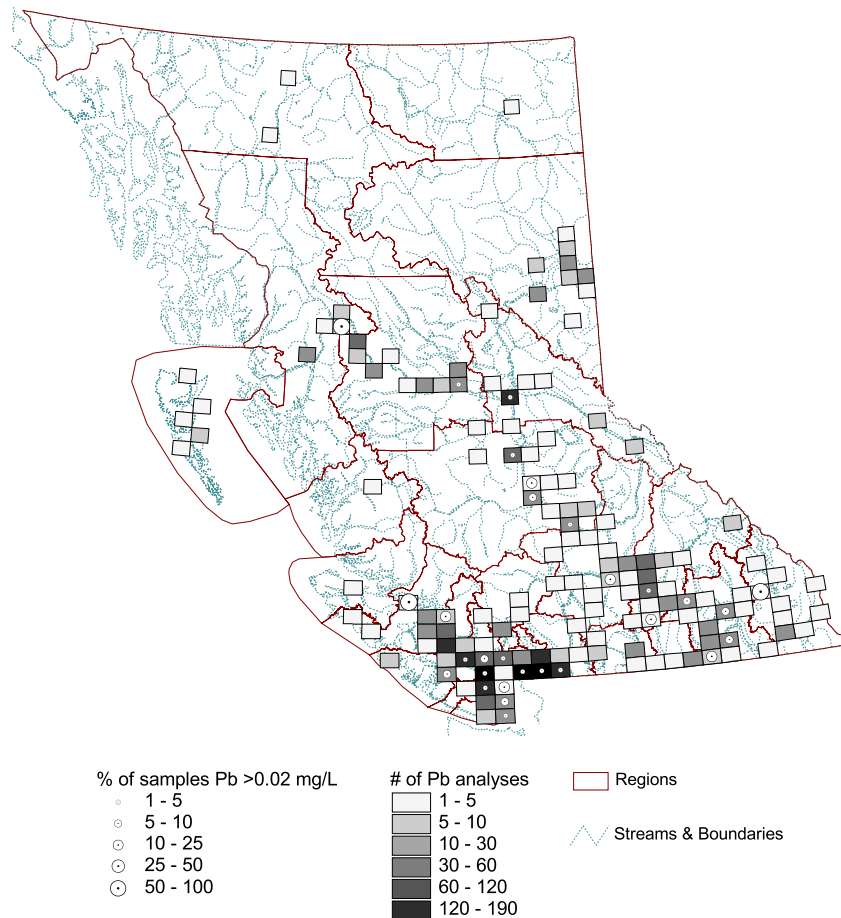 % of samples Pb >0.02 mg/L
1 - 5
5 - 10
10 - 25
25 - 50
50 - 100
# of Pb analyses
1 - 5
5 - 10
10 - 30
30 - 60
60 - 120
120 - 190
Regions
Streams & Boundaries